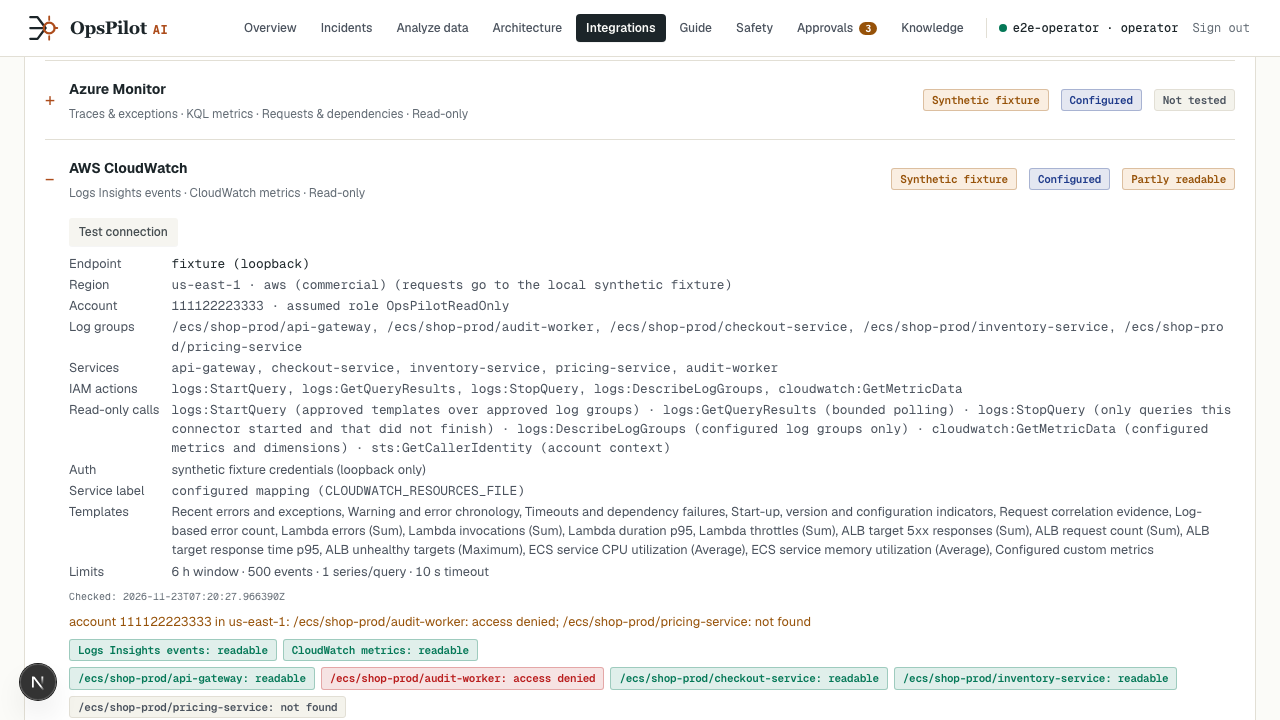 OpsPilot AI
Overview Incidents Analyze data Architecture Integrations Guide Safety Approvals 3 Knowledge e2e-operator · operator Sign out
+ Azure Monitor
Traces & exceptions · KQL metrics · Requests & dependencies · Read-only
Synthetic fixture Configured Not tested
− AWS CloudWatch
Logs Insights events · CloudWatch metrics · Read-only
Synthetic fixture Configured Partly readable
Test connection
Endpoint fixture (loopback)
Region us-east-1 · aws (commercial) (requests go to the local synthetic fixture)
Account 111122223333 · assumed role OpsPilotReadOnly
Log groups /ecs/shop-prod/api-gateway, /ecs/shop-prod/audit-worker, /ecs/shop-prod/checkout-service, /ecs/shop-prod/inventory-service, /ecs/shop-pro
d/pricing-service
Services api-gateway, checkout-service, inventory-service, pricing-service, audit-worker
IAM actions logs:StartQuery, logs:GetQueryResults, logs:StopQuery, logs:DescribeLogGroups, cloudwatch:GetMetricData
Read-only calls logs:StartQuery (approved templates over approved log groups) · logs:GetQueryResults (bounded polling) · logs:StopQuery (only queries this
connector started and that did not finish) · logs:DescribeLogGroups (configured log groups only) · cloudwatch:GetMetricData (configured
metrics and dimensions) · sts:GetCallerIdentity (account context)
Auth synthetic fixture credentials (loopback only)
Service label configured mapping (CLOUDWATCH_RESOURCES_FILE)
Templates Recent errors and exceptions, Warning and error chronology, Timeouts and dependency failures, Start-up, version and configuration indicators, Request correlation evidence, Log-
based error count, Lambda errors (Sum), Lambda invocations (Sum), Lambda duration p95, Lambda throttles (Sum), ALB target 5xx responses (Sum), ALB request count (Sum), ALB
target response time p95, ALB unhealthy targets (Maximum), ECS service CPU utilization (Average), ECS service memory utilization (Average), Configured custom metrics
Limits 6 h window · 500 events · 1 series/query · 10 s timeout
Checked: 2026-11-23T07:20:27.966390Z
account 111122223333 in us-east-1: /ecs/shop-prod/audit-worker: access denied; /ecs/shop-prod/pricing-service: not found
Logs Insights events: readable CloudWatch metrics: readable
/ecs/shop-prod/api-gateway: readable /ecs/shop-prod/audit-worker: access denied /ecs/shop-prod/checkout-service: readable /ecs/shop-prod/inventory-service: readable
/ecs/shop-prod/pricing-service: not found
N